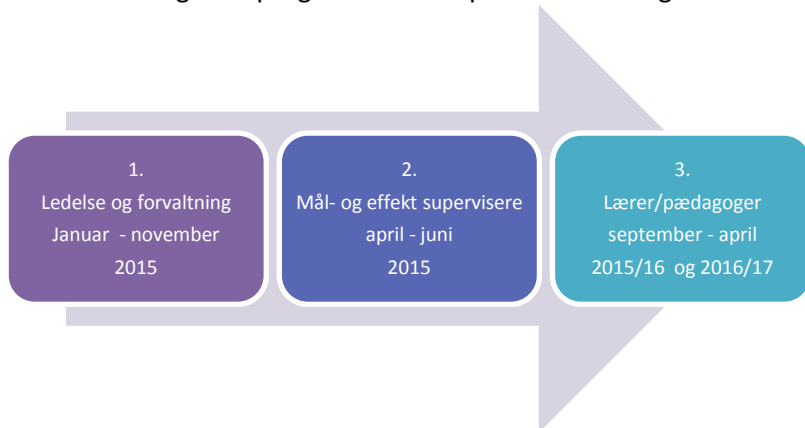 1.
Ledelse og forvaltning
Januar - november
2015
2.
Mål- og effekt supervisere
april - juni
2015
3.
Lærer/pædagoger
september - april
2015/16 og 2016/17